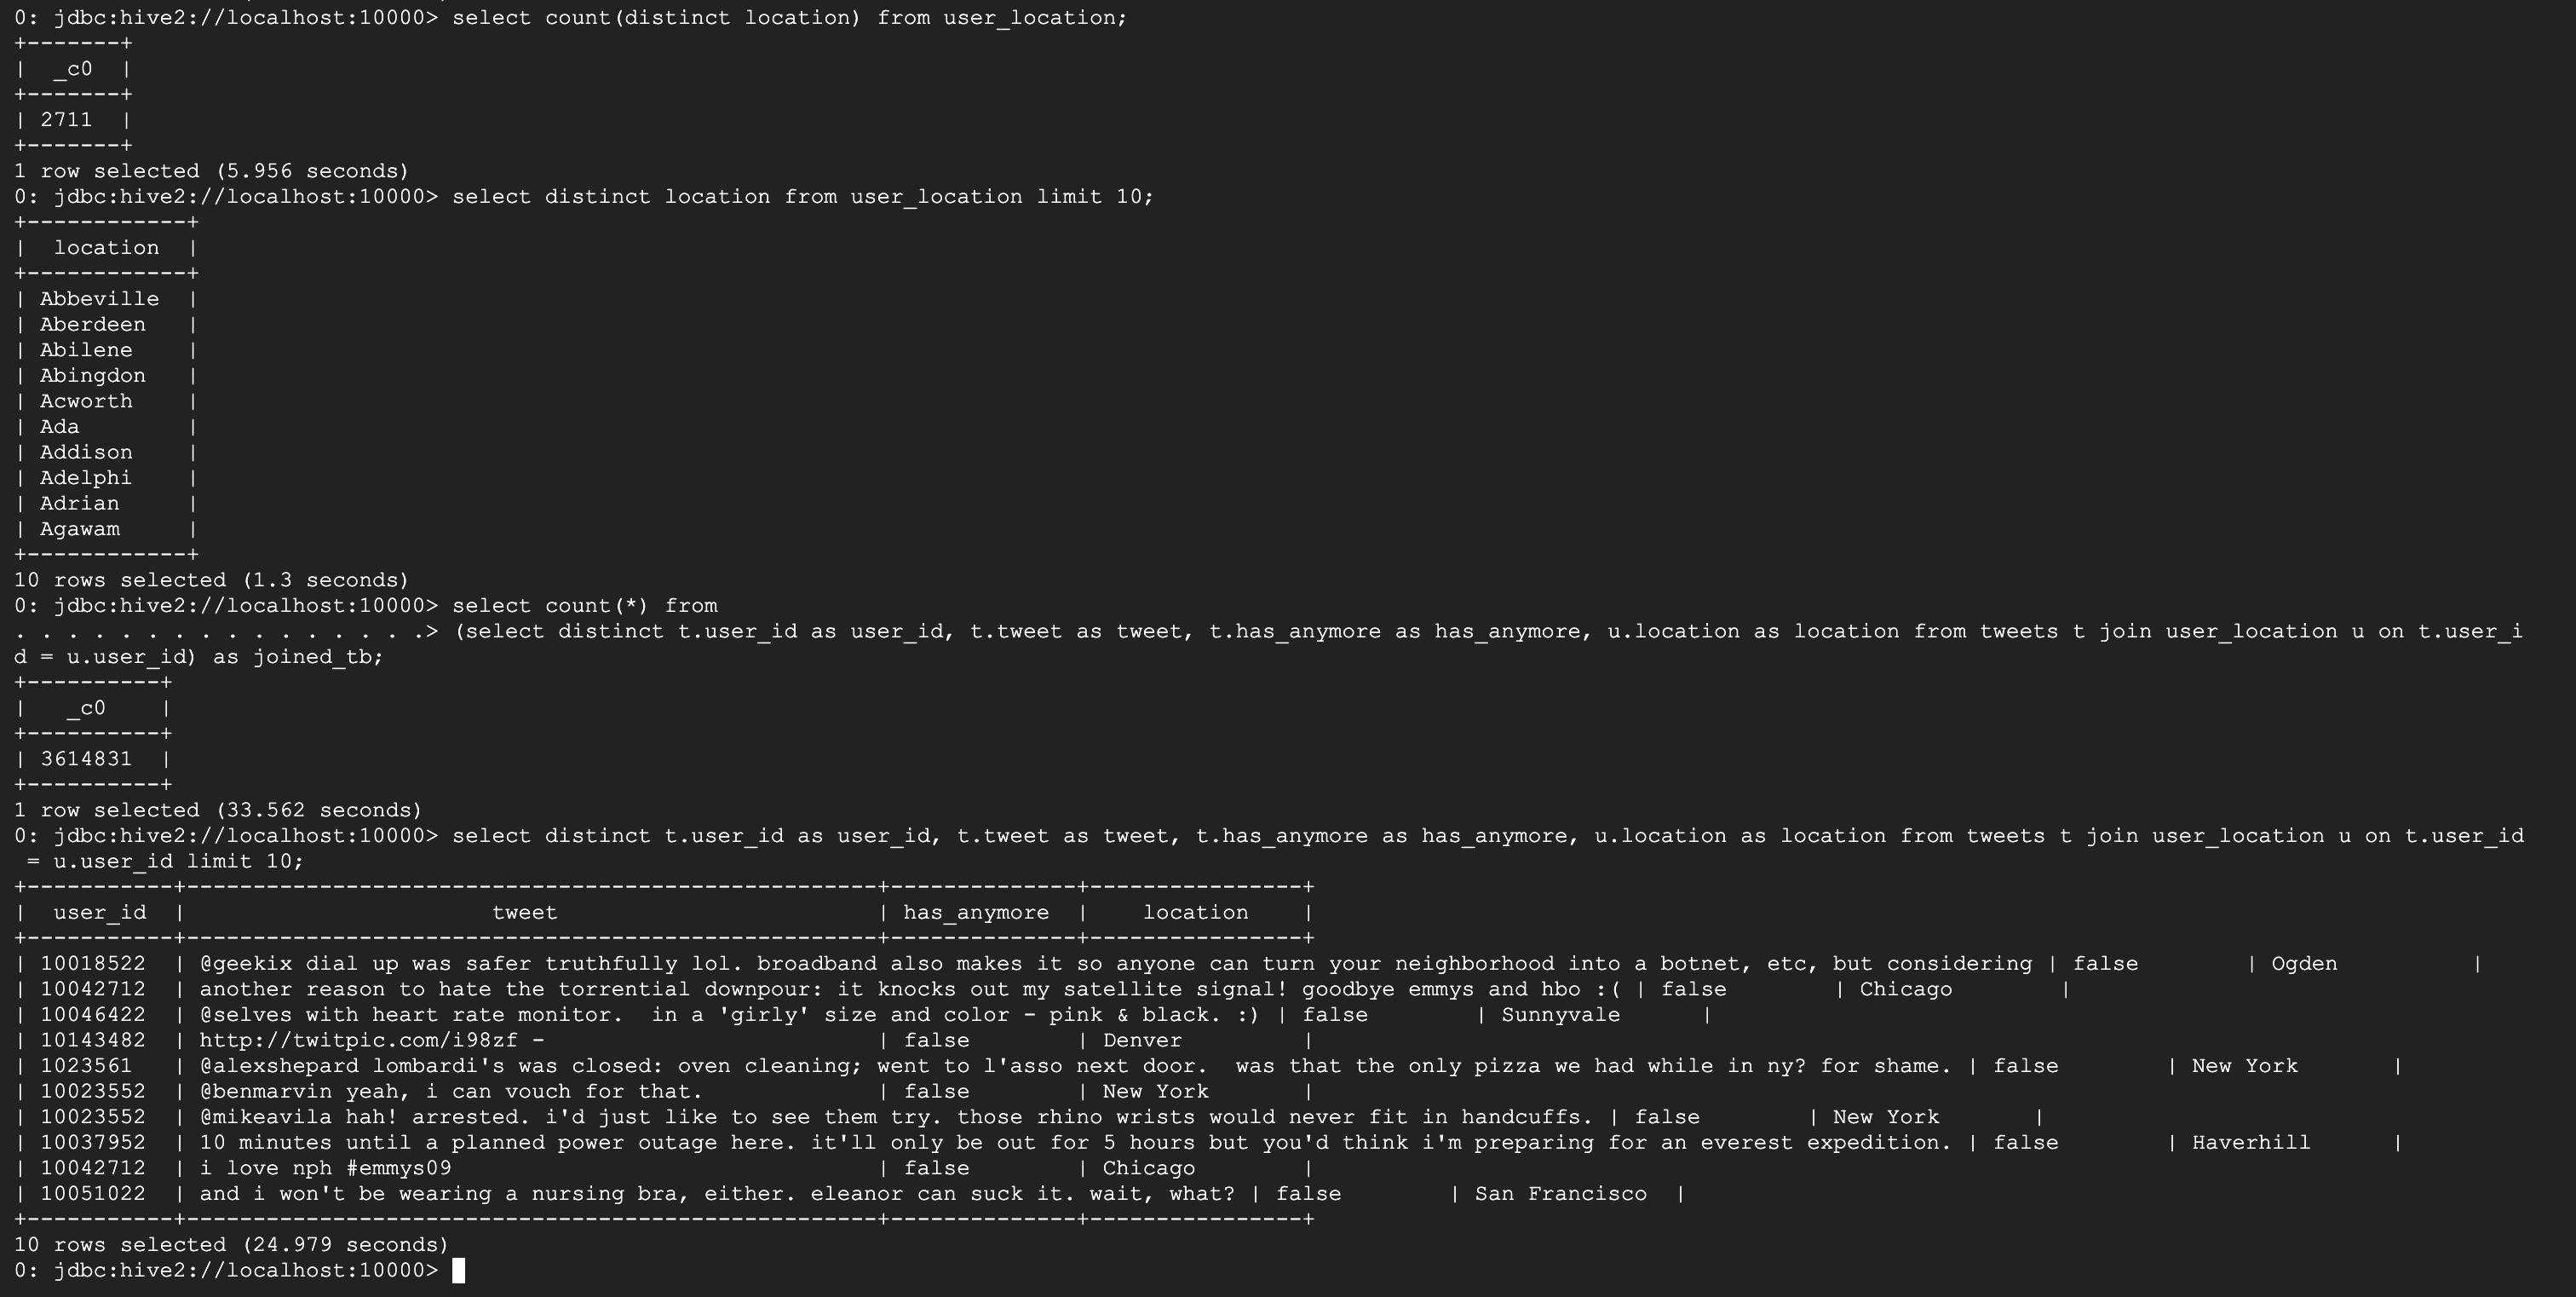 0: jdbc:hive2://localhost:10000> select count(distinct location) from user_location;
+-------+
|  _c0  |
+-------+
| 2711  |
+-------+
1 row selected (5.956 seconds)
0: jdbc:hive2://localhost:10000> select distinct location from user_location limit 10;
+------------+
|  location  |
+------------+
| Abbeville  |
| Aberdeen   |
| Abilene    |
| Abingdon   |
| Acworth    |
| Ada        |
| Addison    |
| Adelphi    |
| Adrian     |
| Agawam     |
+------------+
10 rows selected (1.3 seconds)
0: jdbc:hive2://localhost:10000> select count(*) from
. . . . . . . . . . . . . . . .> (select distinct t.user_id as user_id, t.tweet as tweet, t.has_anymore as has_anymore, u.location as location from tweets t join user_location u on t.user_i
d = u.user_id) as joined_tb;
+----------+
|   _c0    |
+----------+
| 3614831  |
+----------+
1 row selected (33.562 seconds)
0: jdbc:hive2://localhost:10000> select distinct t.user_id as user_id, t.tweet as tweet, t.has_anymore as has_anymore, u.location as location from tweets t join user_location u on t.user_id
 = u.user_id limit 10;
+-----------+----------------------------------------------------+--------------+----------------+
|  user_id  |                       tweet                        | has_anymore  |    location    |
+-----------+----------------------------------------------------+--------------+----------------+
| 10018522  | @geekix dial up was safer truthfully lol. broadband also makes it so anyone can turn your neighborhood into a botnet, etc, but considering | false        | Ogden          |
| 10042712  | another reason to hate the torrential downpour: it knocks out my satellite signal! goodbye emmys and hbo :( | false        | Chicago        |
| 10046422  | @selves with heart rate monitor.  in a 'girly' size and color - pink & black. :) | false        | Sunnyvale      |
| 10143482  | http://twitpic.com/i98zf -                         | false        | Denver         |
| 1023561   | @alexshepard lombardi's was closed: oven cleaning; went to l'asso next door.  was that the only pizza we had while in ny? for shame. | false        | New York       |
| 10023552  | @benmarvin yeah, i can vouch for that.             | false        | New York       |
| 10023552  | @mikeavila hah! arrested. i'd just like to see them try. those rhino wrists would never fit in handcuffs. | false        | New York       |
| 10037952  | 10 minutes until a planned power outage here. it'll only be out for 5 hours but you'd think i'm preparing for an everest expedition. | false        | Haverhill      |
| 10042712  | i love nph #emmys09                                | false        | Chicago        |
| 10051022  | and i won't be wearing a nursing bra, either. eleanor can suck it. wait, what? | false        | San Francisco  |
+-----------+----------------------------------------------------+--------------+----------------+
10 rows selected (24.979 seconds)
0: jdbc:hive2://localhost:10000>